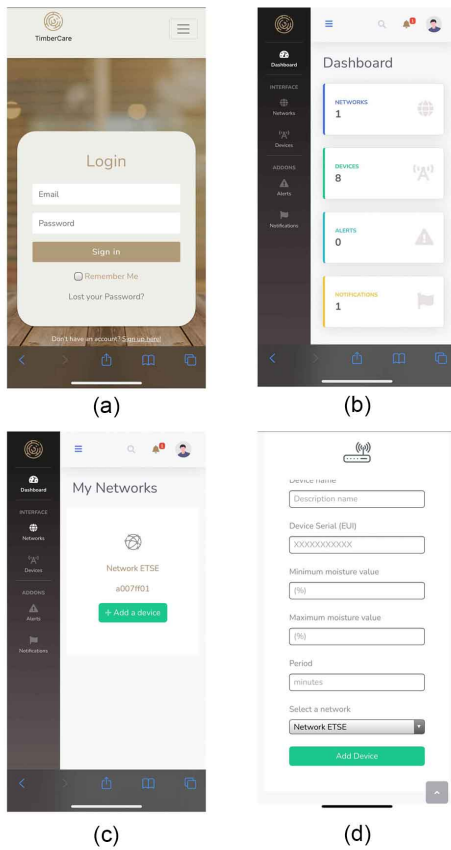 TimberCare
Login
Email
Password
Sign in
Remember Me
Lost your Password?
Don't have an account? Sign up here!
(a)
Dashboard
INTERFACE
Networks
Devices
ADDONS
Alerts
Notifications
Dashboard
NETWORKS
1
DEVICES
8
ALERTS
0
NOTIFICATIONS
1
(b)
Dashboard
INTERFACE
Networks
Devices
ADDONS
Alerts
Notifications
My Networks
Network ETSE
a007ff01
+ Add a device
(c)
Device name
Description name
Device Serial (EUI)
XXXXXXXXXXX
Minimum moisture value
(%)
Maximum moisture value
(%)
Period
minutes
Select a network
Network ETSE
Add Device
(d)